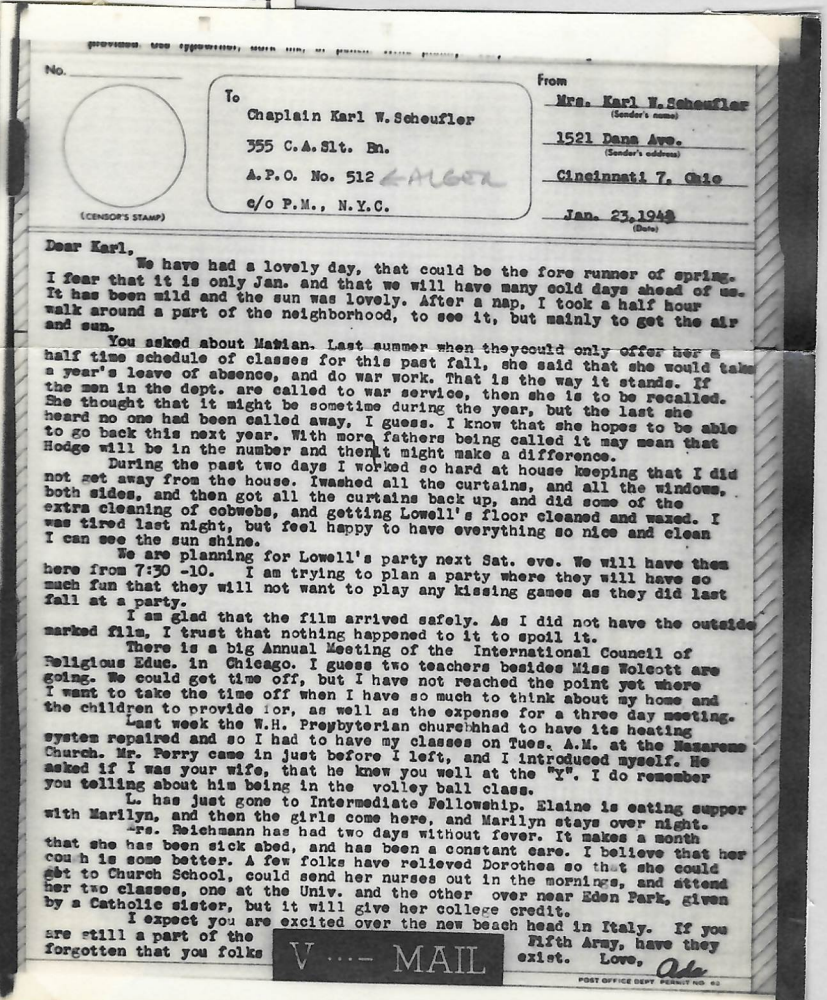 No.
(CENSOR'S STAMP)
To
Chaplain Karl W. Scheufler
355 C.A.Slt. Bn.
A.P.O. No. 512
c/o P.M., N.Y.C.
From
Mrs. Karl W. Scheufler
(Sender's name)
1521 Dana Ave.
(Sender's address)
Cincinnati 7, Ohio
Jan. 23,194
(Date)
Dear Karl,
We have had a lovely day, that could be the fore runner of spring.
I fear that it is only Jan. and that we will have many cold days ahead of us.
It has been mild and the sun was lovely. After a nap, I took a half hour
walk around a part of the neighborhood, to see it, but mainly to get the air
and sun.
You asked about Marian. Last summer when theycould only offer her a
half time schedule of classes for this past fall, she said that she would take
a year's leave of absence, and do war work. That is the way it stands. If
the men in the dept. are called to war service, then she is to be recalled.
She thought that it might be sometime during the year, but the last she
heard no one had been called away, I guess. I know that she hopes to be able
to go back this next year. With more fathers being called it may mean that
Hodge will be in the number and thenit might make a difference.
During the past two days I worked so hard at house keeping that I did
not get away from the house. Iwashed all the curtains, and all the windows,
both sides, and then got all the curtains back up, and did some of the
extra cleaning of cobwebs, and getting Lowell's floor cleaned and waxed. I
was tired last night, but feel happy to have everything so nice and clean
I can see the sun shine.
We are planning for Lowell's party next Sat. eve. We will have them
here from 7:30 -10. I am trying to plan a party where they will have so
much fun that they will not want to play any kissing games as they did last
fall at a party.
I am glad that the film arrived safely. As I did not have the outside
marked film, I trust that nothing happened to it to spoil it.
There is a big Annual Meeting of the International Council of
Religious Educ. in Chicago. I guess two teachers besides Miss Wolcott are
going. We could get time off, but I have not reached the point yet where
I want to take the time off when I have so much to think about my home and
the children to provide for, as well as the expense for a three day meeting.
Last week the W.H. Presbyterian churchhad to have its heating
system repaired and so I had to have my classes on Tues. A.M. at the Nazarene
Church. Mr. Perry came in just before I left, and I introduced myself. He
asked if I was your wife, that he knew you well at the "Y". I do remember
you telling about him being in the volley ball class.
L. has just gone to Intermediate Fellowship. Elaine is eating supper
with Marilyn, and then the girls come here, and Marilyn stays over night.
Mrs. Reichmann has had two days without fever. It makes a month
that she has been sick abed, and has been a constant care. I believe that her
cou h is some better. A few folks have relieved Dorothea so that she could
get to Church School, could send her nurses out in the mornings, and attend
her two classes, one at the Univ. and the other over near Eden Park, given
by a Catholic sister, but it will give her college credit.
I expect you are excited over the new beach head in Italy. If you
are still a part of the Fifth Army, have they
forgotten that you folks exist. Love, Ada
V ...- MAIL
POST OFFICE DEPT PERMIT NO